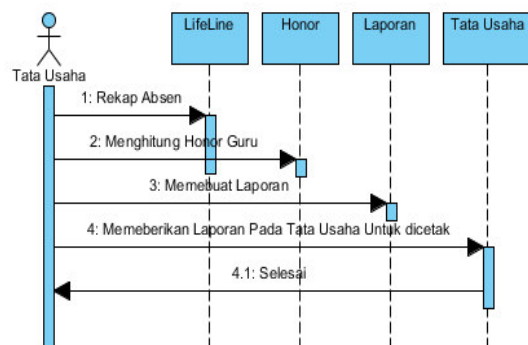 LifeLine
Honor
Laporan
Tata Usaha
Tata Usaha
1: Rekap Absen
2: Menghitung Honor Guru
3: Memebuat Laporan
4: Memeberikan Laporan Pada Tata Usaha Untuk dicetak
4.1: Selesai